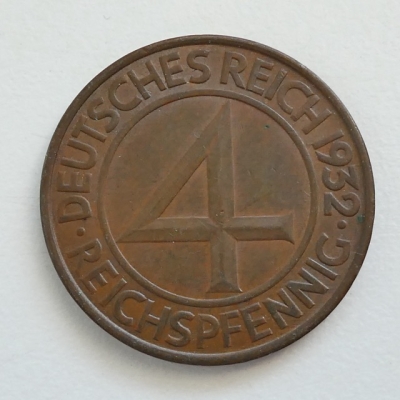 ·DEUTSCHES REICH 1932·
REICHSPFENNIG
4